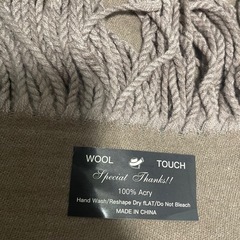 WOOL TOUCH
Special Thanks!!
100% Acry
Hand Wash/Reshape Dry fLAT/Do Not Bleach
MADE IN CHINA